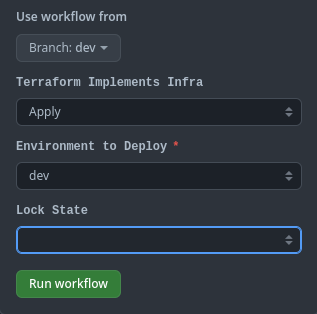 Use workflow from
Branch: dev
Terraform Implements Infra
Apply
Environment to Deploy *
dev
Lock State
Run workflow